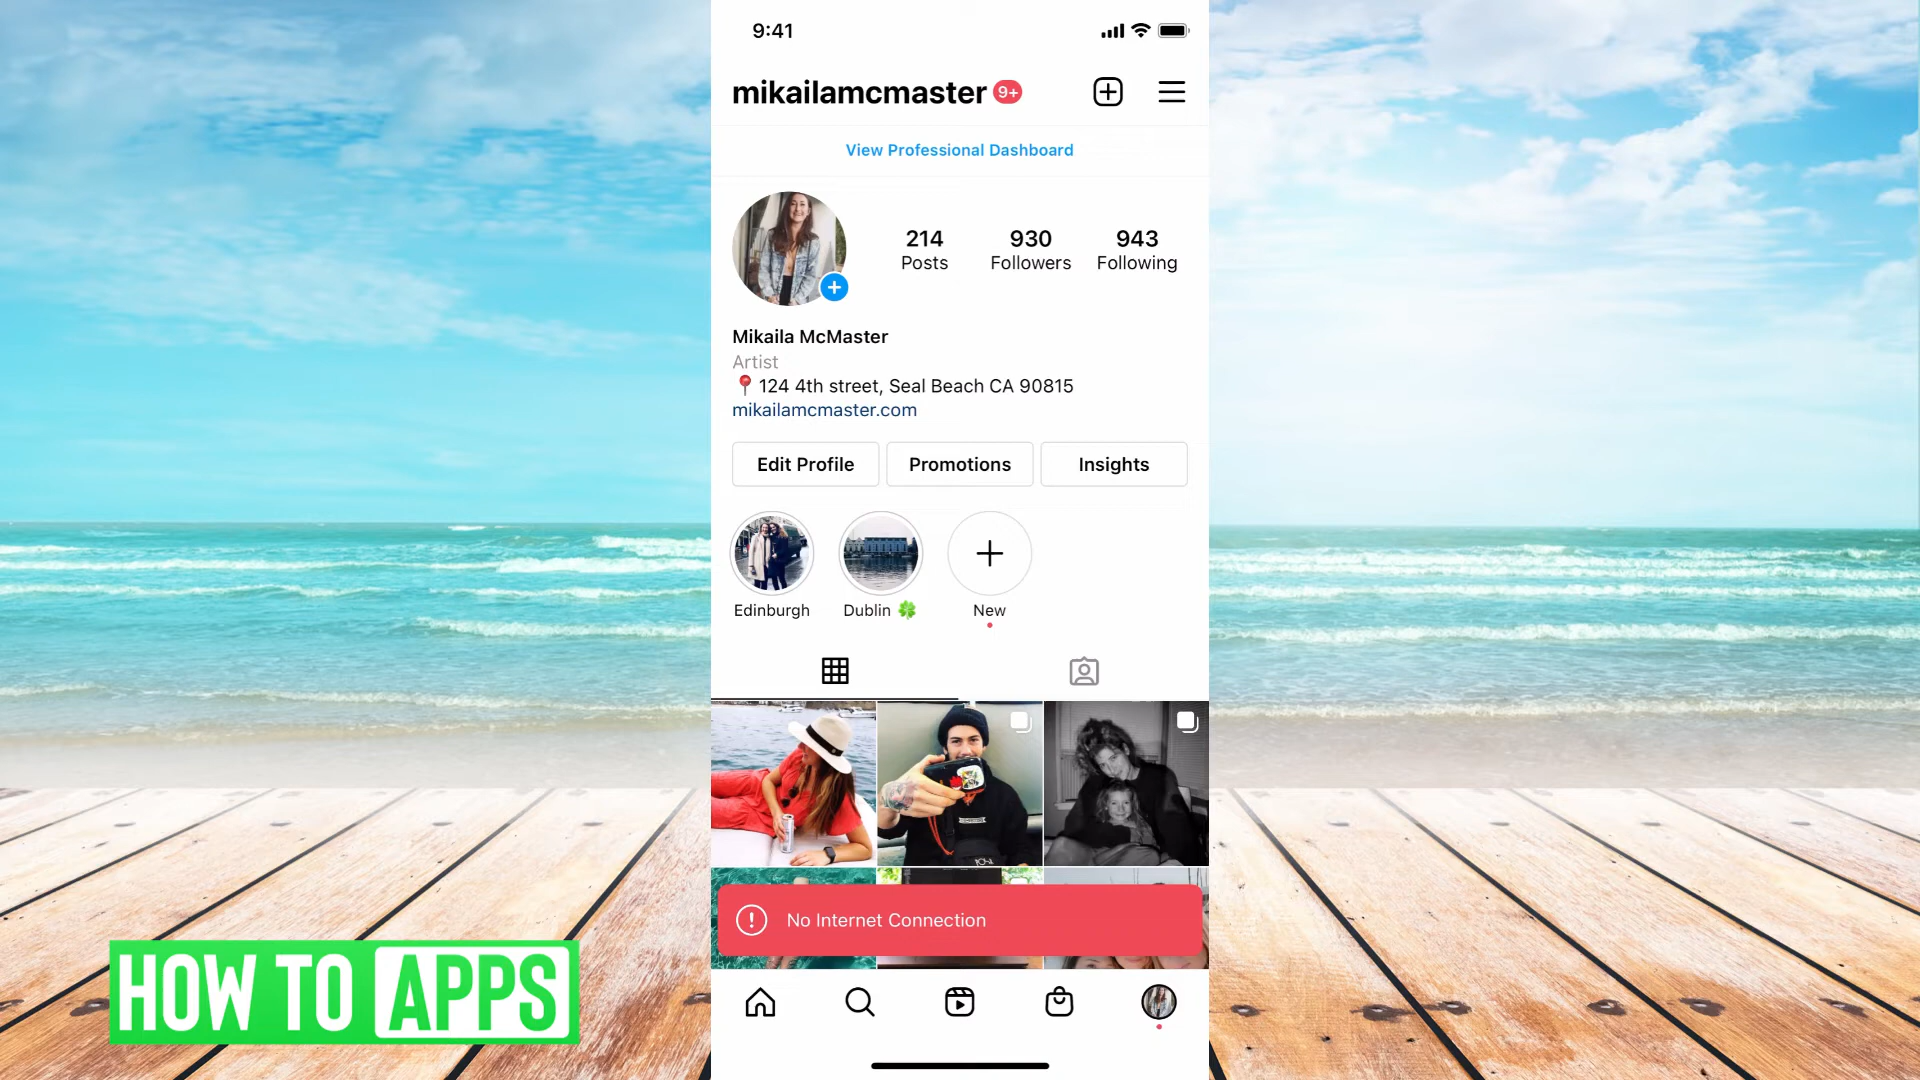 9:41
mikailamcmaster 9+
View Professional Dashboard
214 930 943
Posts Followers Following
Mikaila McMaster
Artist
📍 124 4th street, Seal Beach CA 90815
mikailamcmaster.com
Edit Profile Promotions Insights
Edinburgh Dublin 🍀 New
No Internet Connection
HOW TO APPS